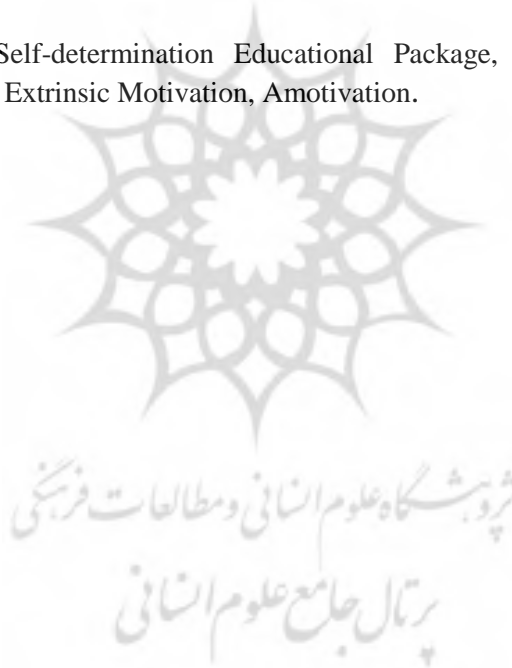 Self-determination Educational Package,
Extrinsic Motivation, Amotivation.
پژوهشگاه علوم انسانی و مطالعات فرهنگی
پرتال جامع علوم انسانی